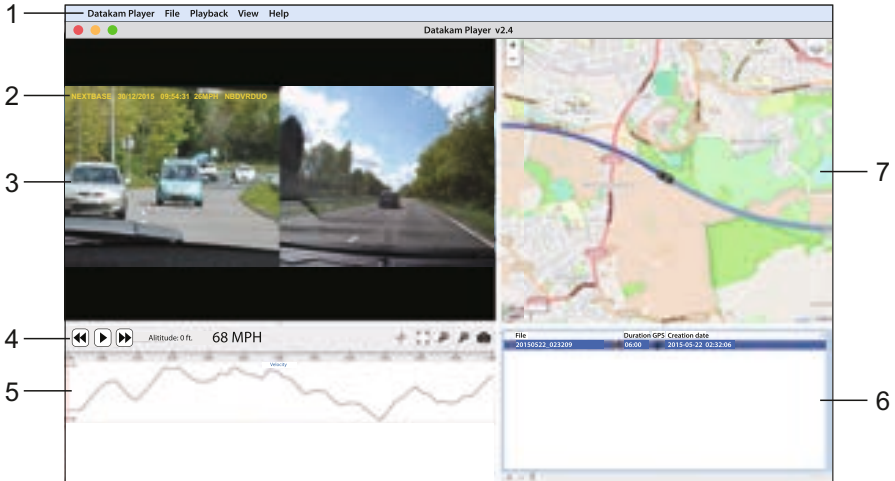 1
Datakam Player File Playback View Help
Datakam Player v2.4
2
NEXTBASE 30/12/2015 09:54:31 26MPH NBDVRDUO
3
7
4
Alititude: 0 ft. 68 MPH
Velocity
5
File Duration GPS Creation date
20150522_023209 06:00 2015-05-22 02:32:06
6